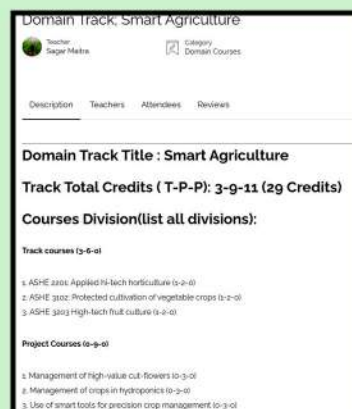 Domain Track; Smart Agriculture
Teacher
Sagar Maitra
Category
Domain Courses
Description Teachers Attendees Reviews
Domain Track Title : Smart Agriculture
Track Total Credits ( T-P-P): 3-9-11 (29 Credits)
Courses Division(list all divisions):
Track courses (3-6-0)
1. ASHE 2201: Applied hi-tech horticulture (1-2-0)
2. ASHE 3102: Protected cultivation of vegetable crops (1-2-0)
3. ASHE 3203 High-tech fruit culture (1-2-0)
Project Courses (0-9-0)
1. Management of high-value cut-flowers (0-3-0)
2. Management of crops in hydroponics (0-3-0)
3. Use of smart tools for precision crop management (0-3-0)